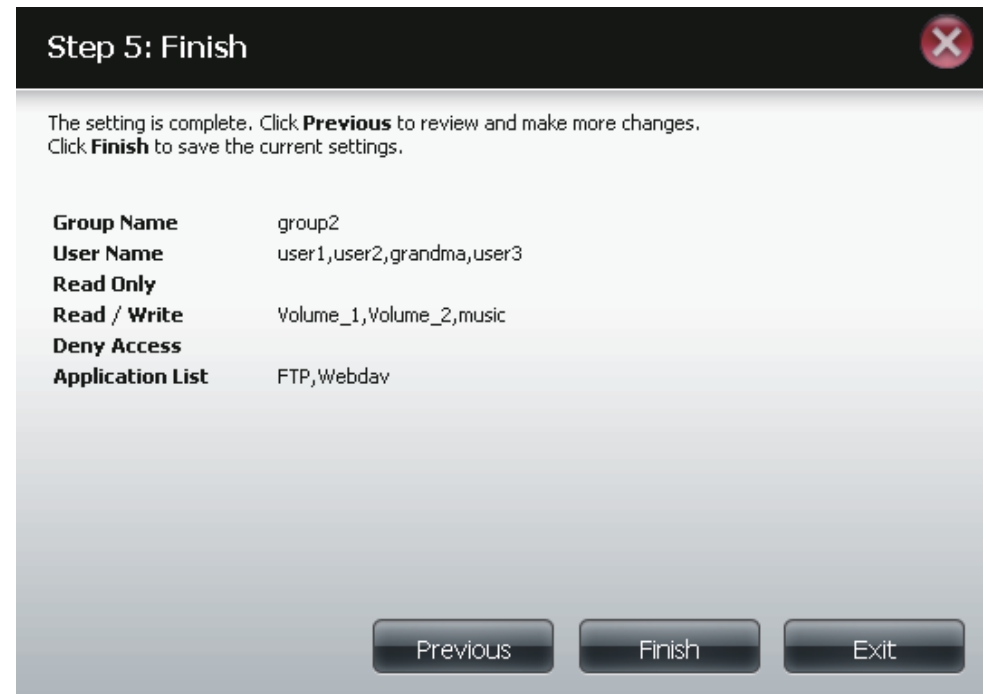 Step 5: Finish
The setting is complete. Click Previous to review and make more changes.
Click Finish to save the current settings.
Group Name group2
User Name user1,user2,grandma,user3
Read Only
Read / Write Volume_1,Volume_2,music
Deny Access
Application List FTP,Webdav
Previous Finish Exit